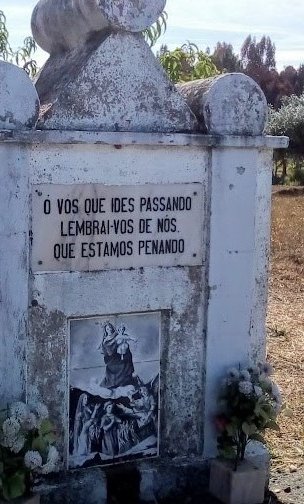 Ó VOS QUE IDES PASSANDO
LEMBRAI-VOS DE NÓS,
QUE ESTAMOS PENANDO